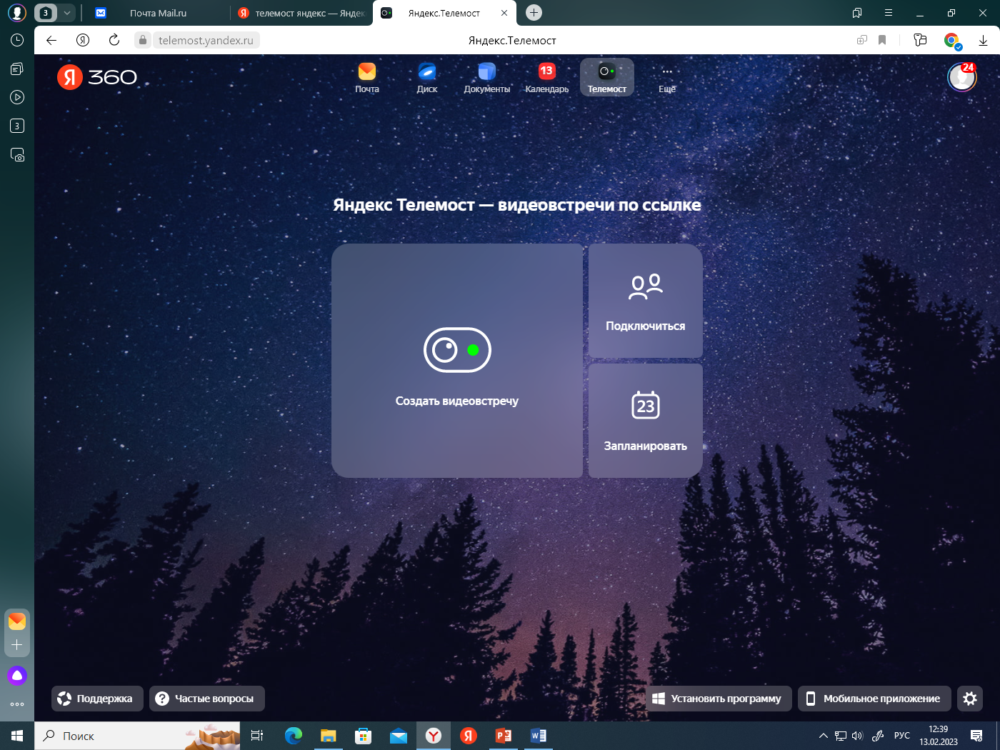 3
Почта Mail.ru
телемост яндекс — Яндек
Яндекс.Телемост
telemost.yandex.ru
Яндекс.Телемост
Я 360
Почта
Диск
Документы
13
Календарь
Телемост
Ещё
24
3
Яндекс Телемост — видеовстречи по ссылке
Создать видеовстречу
Подключиться
23
Запланировать
Поддержка
Частые вопросы
Установить программу
Мобильное приложение
Поиск
РУС
12:39
13.02.2023